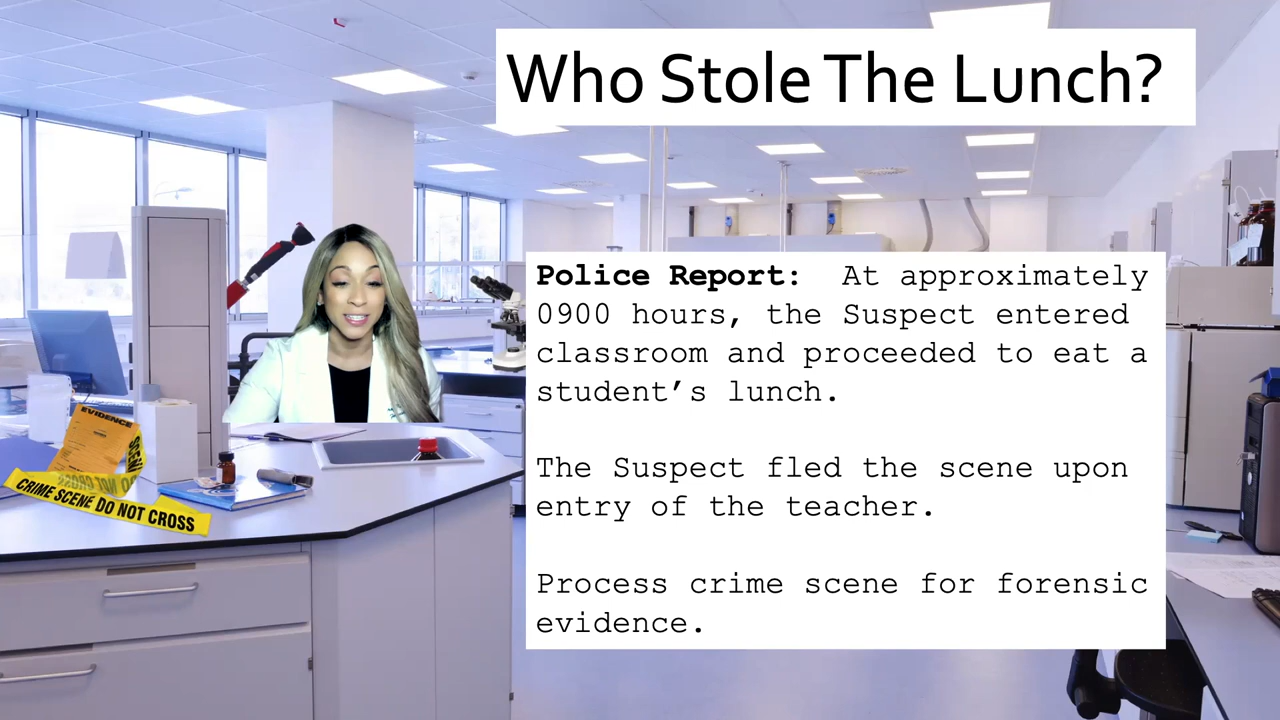 Who Stole The Lunch?
Police Report: At approximately
0900 hours, the Suspect entered
classroom and proceeded to eat a
student’s lunch.
The Suspect fled the scene upon
entry of the teacher.
Process crime scene for forensic
evidence.
EVIDENCE
CRIME SCENE DO NOT CROSS